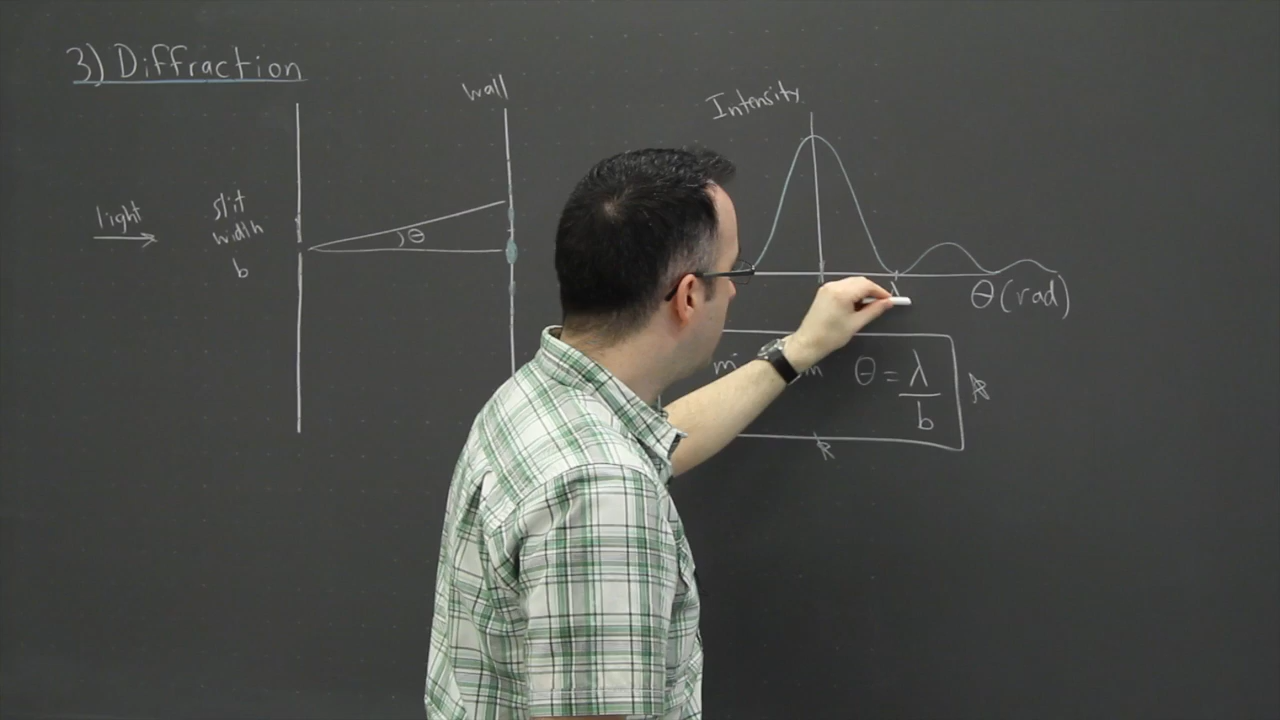 3) Diffraction
Wall
Intensity
light
slit
width
b
θ
θ (rad)
λ
θ = λ/b